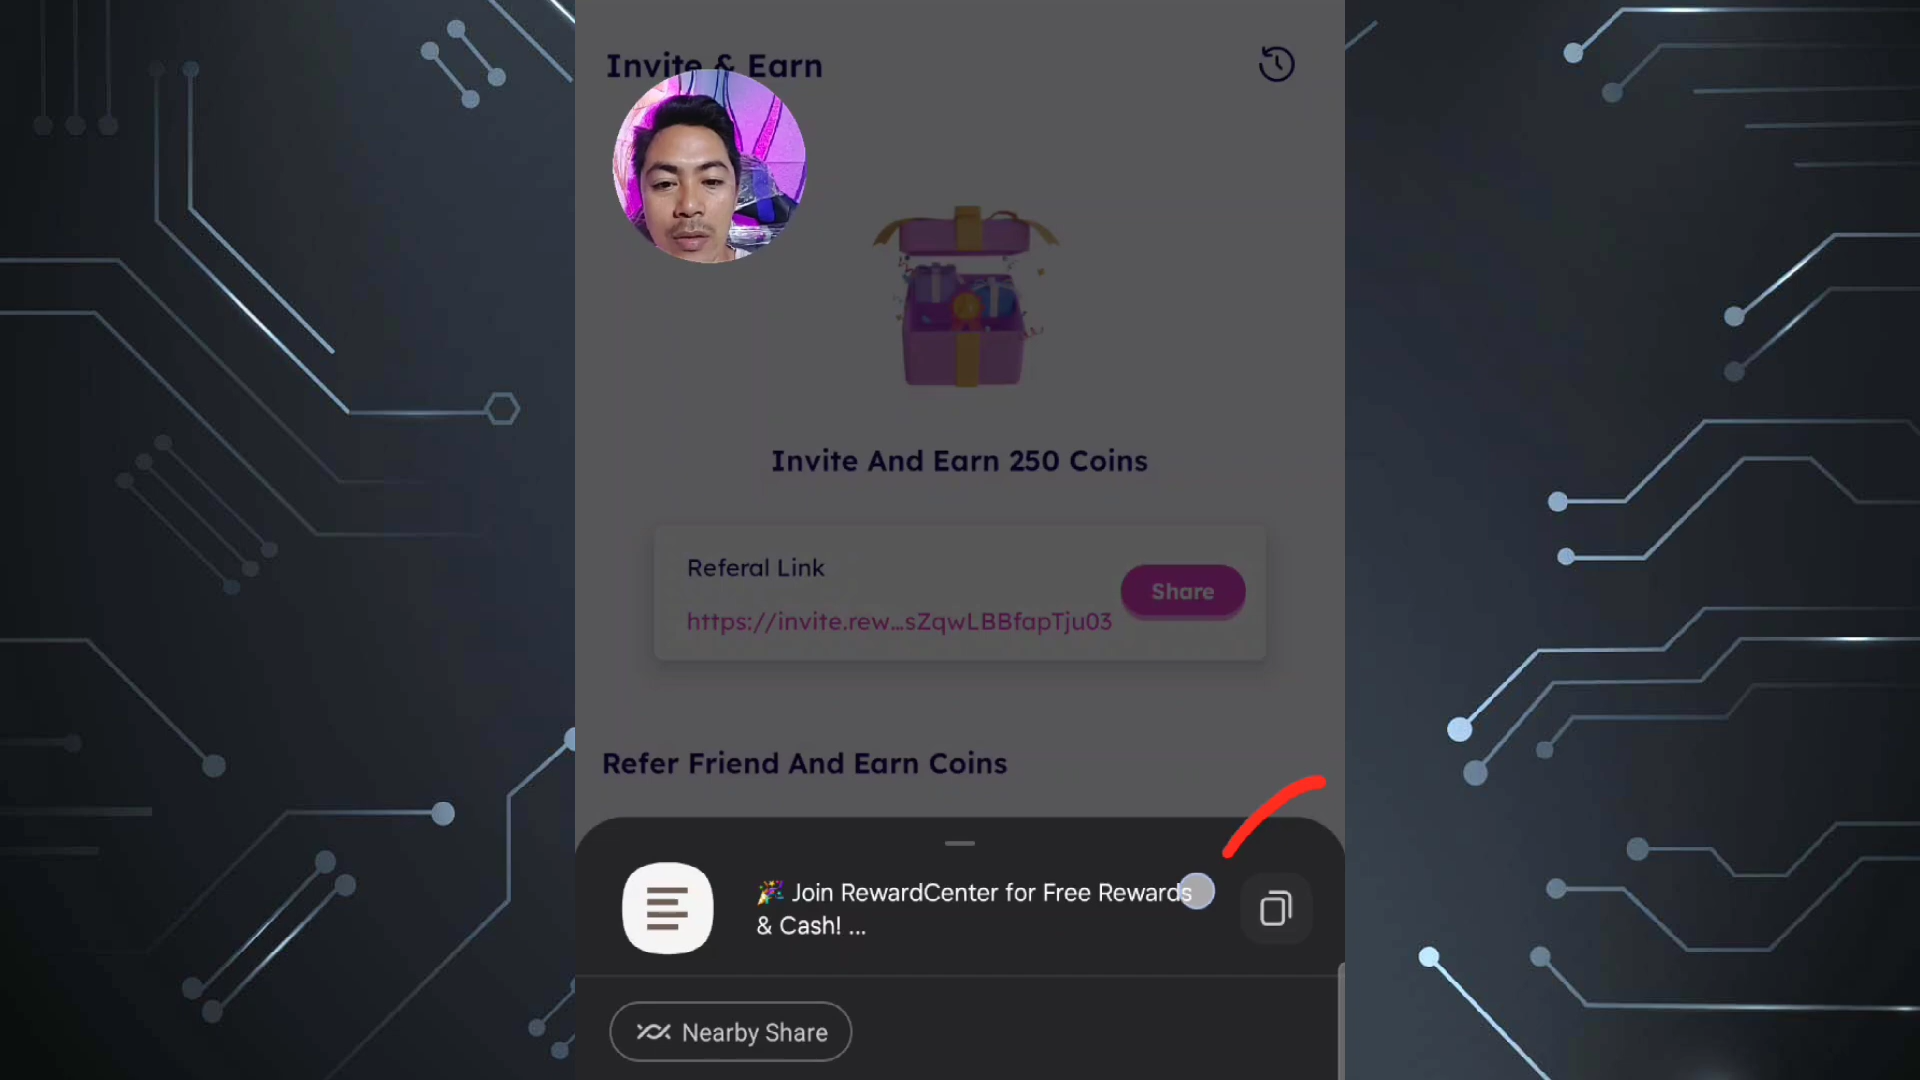 Invite & Earn
Invite And Earn 250 Coins
Referal Link
Share
https://invite.rew...sZqwLBBfapTju03
Refer Friend And Earn Coins
🎉 Join RewardCenter for Free Rewards
& Cash! ...
Nearby Share